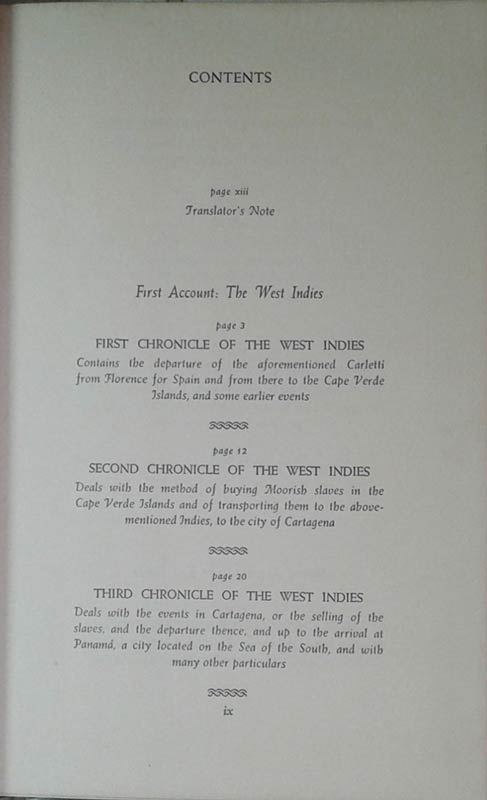 CONTENTS
page xiii
Translator's Note
First Account: The West Indies
page 3
FIRST CHRONICLE OF THE WEST INDIES
Contains the departure of the aforementioned Carletti
from Florence for Spain and from there to the Cape Verde
Islands, and some earlier events
page 12
SECOND CHRONICLE OF THE WEST INDIES
Deals with the method of buying Moorish slaves in the
Cape Verde Islands and of transporting them to the above-
mentioned Indies, to the city of Cartagena
page 20
THIRD CHRONICLE OF THE WEST INDIES
Deals with the events in Cartagena, or the selling of the
slaves, and the departure thence, and up to the arrival at
Panamá, a city located on the Sea of the South, and with
many other particulars
ix